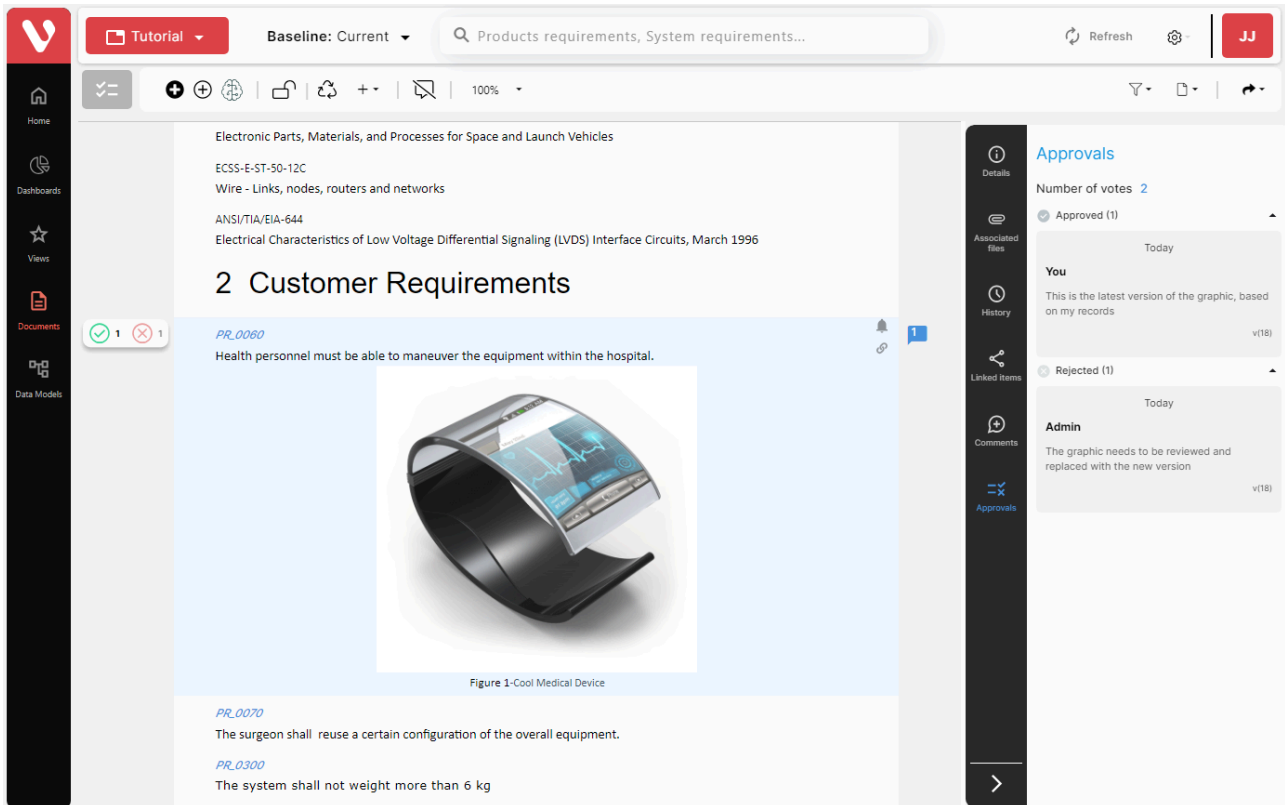 Tutorial
Baseline: Current
Products requirements, System requirements...
Refresh
JJ
100%
Home
Dashboards
Views
Documents
Data Models
Electronic Parts, Materials, and Processes for Space and Launch Vehicles
ECSS-E-ST-50-12C
Wire - Links, nodes, routers and networks
ANSI/TIA/EIA-644
Electrical Characteristics of Low Voltage Differential Signaling (LVDS) Interface Circuits, March 1996
2 Customer Requirements
1 1
PR_0060
1
Health personnel must be able to maneuver the equipment within the hospital.
Figure 1-Cool Medical Device
PR_0070
The surgeon shall reuse a certain configuration of the overall equipment.
PR_0300
The system shall not weight more than 6 kg
Details
Associated
files
History
Linked items
Comments
Approvals
Approvals
Number of votes 2
Approved (1)
Today
You
This is the latest version of the graphic, based
on my records
v(18)
Rejected (1)
Today
Admin
The graphic needs to be reviewed and
replaced with the new version
v(18)